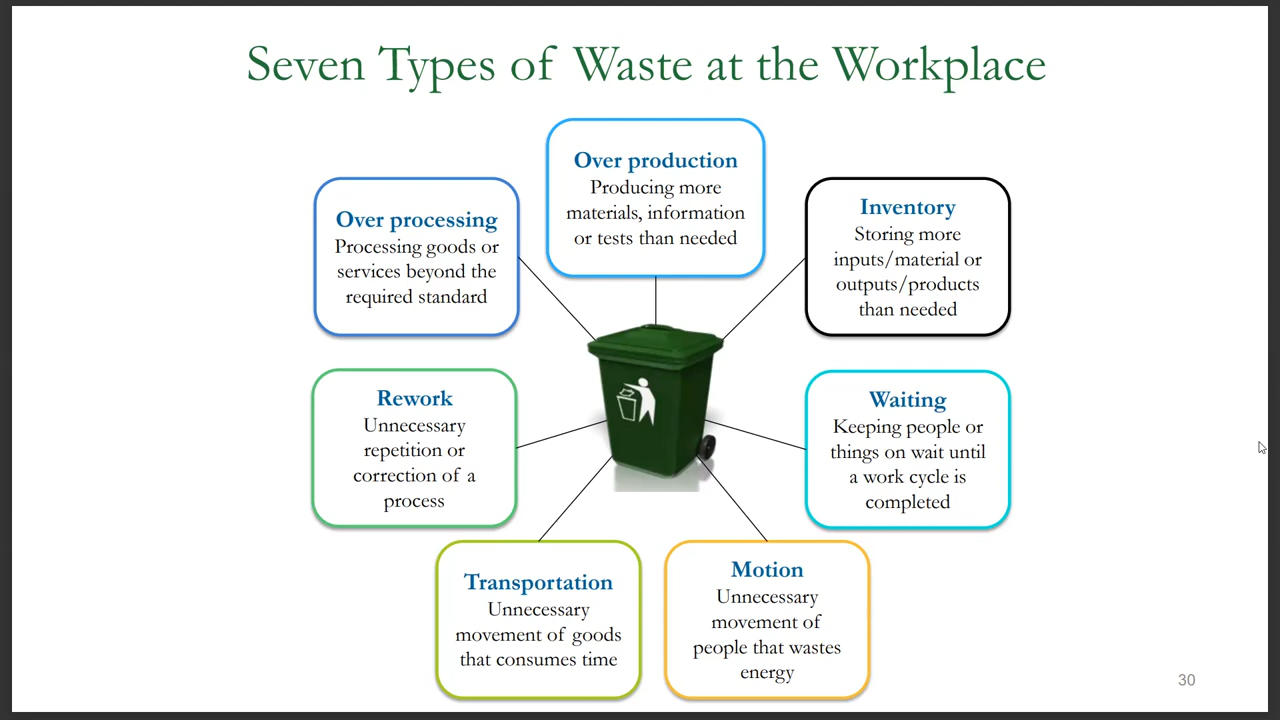 Seven Types of Waste at the Workplace
Over production
Producing more
materials, information
or tests than needed
Over processing
Processing goods or
services beyond the
required standard
Inventory
Storing more
inputs/material or
outputs/products
than needed
Rework
Unnecessary
repetition or
correction of a
process
Waiting
Keeping people or
things on wait until
a work cycle is
completed
Transportation
Unnecessary
movement of goods
that consumes time
Motion
Unnecessary
movement of
people that wastes
energy
30